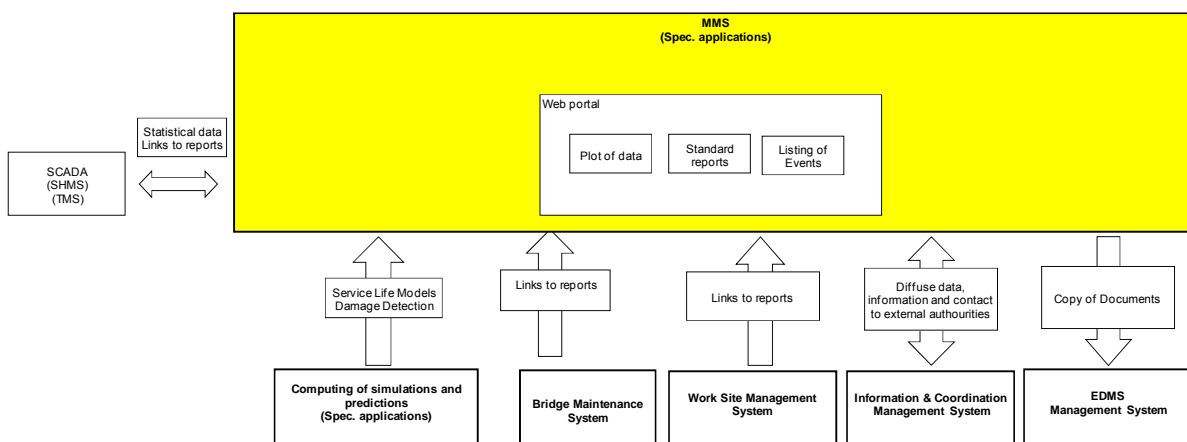 MMS
(Spec. applications)
Web portal
Plot of data
Standard
reports
Listing of
Events
Statistical data
Links to reports
SCADA
(SHMS)
(TMS)
Service Life Models
Damage Detection
Links to reports
Links to reports
Diffuse data,
information and contact
to external authourities
Copy of Documents
Computing of simulations and
predictions
(Spec. applications)
Bridge Maintenance
System
Work Site Management
System
Information & Coordination
Management System
EDMS
Management System